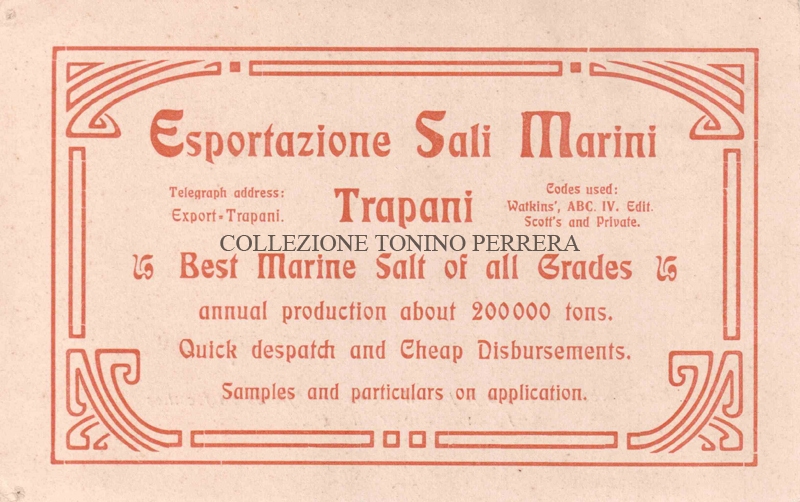 Esportazione Sali Marini
Telegraph address:
Export-Trapani.
Trapani
Codes used:
Watkins', ABC. IV. Edit.
Scott's and Private.
COLLEZIONE TONINO PERRERA
Best Marine Salt of all Grades
annual production about 200000 tons.
Quick despatch and Cheap Disbursements.
Samples and particulars on application.